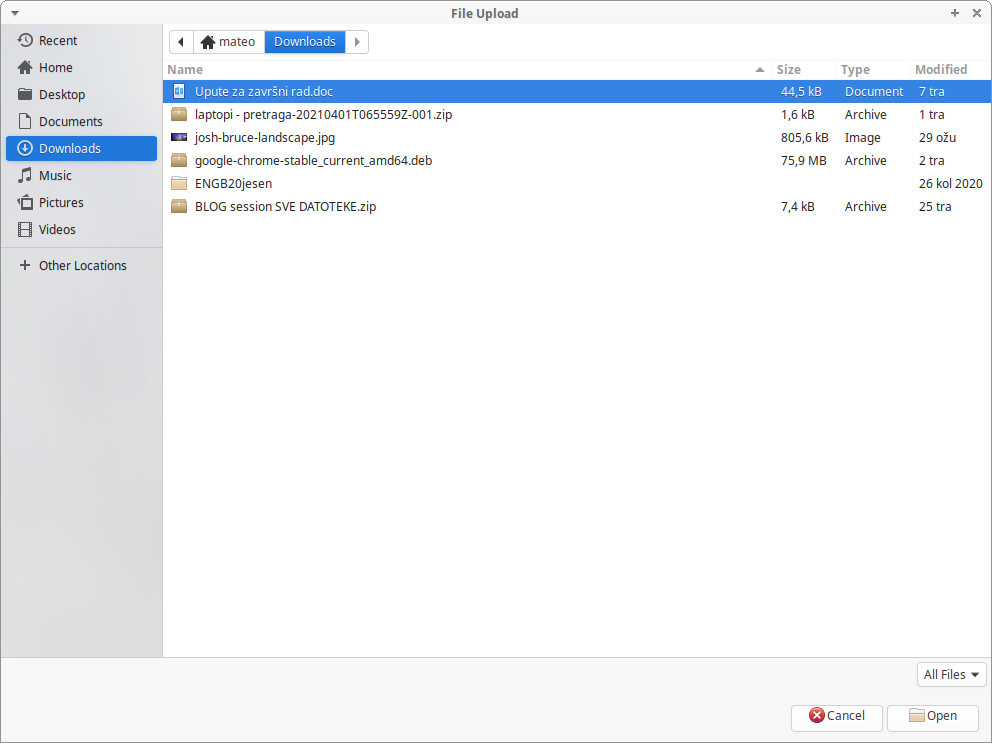 File Upload
Recent
Home
Desktop
Documents
Downloads
Music
Pictures
Videos
Other Locations
mateo Downloads
Name Size Type Modified
Upute za završni rad.doc 44,5 kB Document 7 tra
laptopi - pretraga-20210401T065559Z-001.zip 1,6 kB Archive 1 tra
josh-bruce-landscape.jpg 805,6 kB Image 29 ožu
google-chrome-stable_current_amd64.deb 75,9 MB Archive 2 tra
ENGB20jesen 26 kol 2020
BLOG session SVE DATOTEKE.zip 7,4 kB Archive 25 tra
All Files
Cancel Open